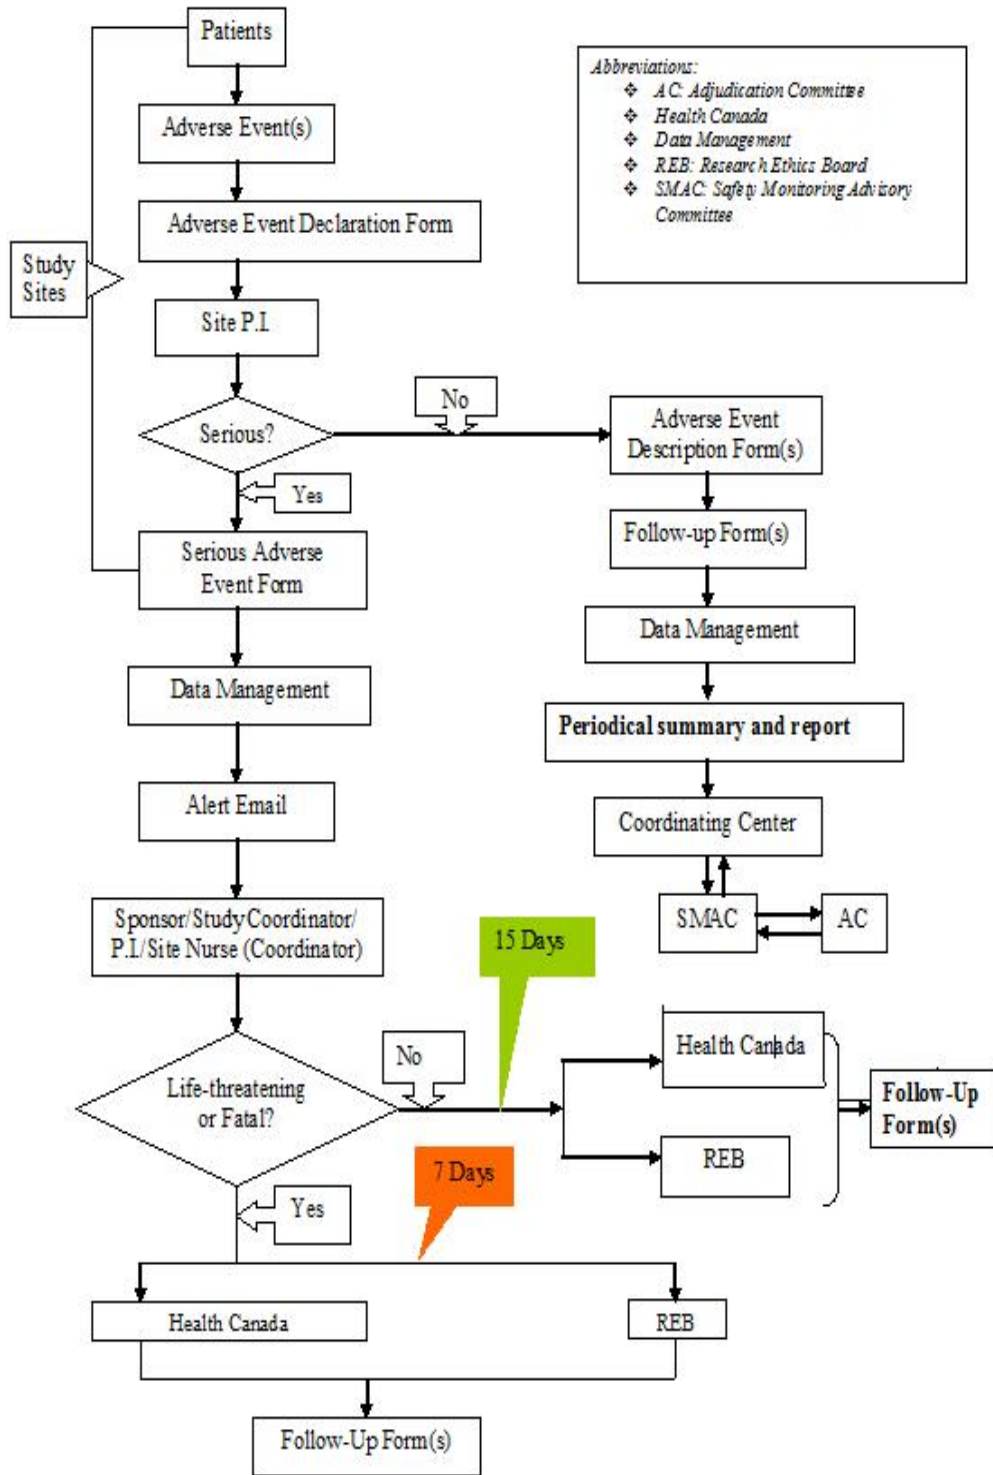 Patients
Abbreviations:
❖ AC: Adjudication Committee
❖ Health Canada
❖ Data Management
❖ REB: Research Ethics Board
❖ SMAC: Safety Monitoring Advisory
Committee
Adverse Event(s)
Adverse Event Declaration Form
Study
Sites
Site P.I.
Serious?
No
Adverse Event
Description Form(s)
Yes
Follow-up Form(s)
Serious Adverse
Event Form
Data Management
Data Management
Periodical summary and report
Alert Email
Coordinating Center
Sponsor/Study Coordinator/
P.I./Site Nurse (Coordinator)
SMAC
AC
15 Days
Life-threatening
or Fatal?
No
Health Canada
REB
Follow-Up
Form(s)
7 Days
Yes
Health Canada
REB
Follow-Up Form(s)